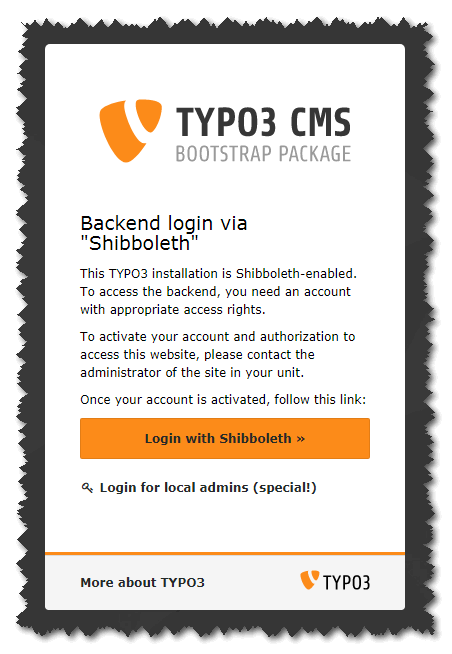 TYPO3 CMS
BOOTSTRAP PACKAGE
Backend login via
"Shibboleth"
This TYPO3 installation is Shibboleth-enabled.
To access the backend, you need an account
with appropriate access rights.
To activate your account and authorization to
access this website, please contact the
administrator of the site in your unit.
Once your account is activated, follow this link:
Login with Shibboleth »
Login for local admins (special!)
More about TYPO3
TYPO3